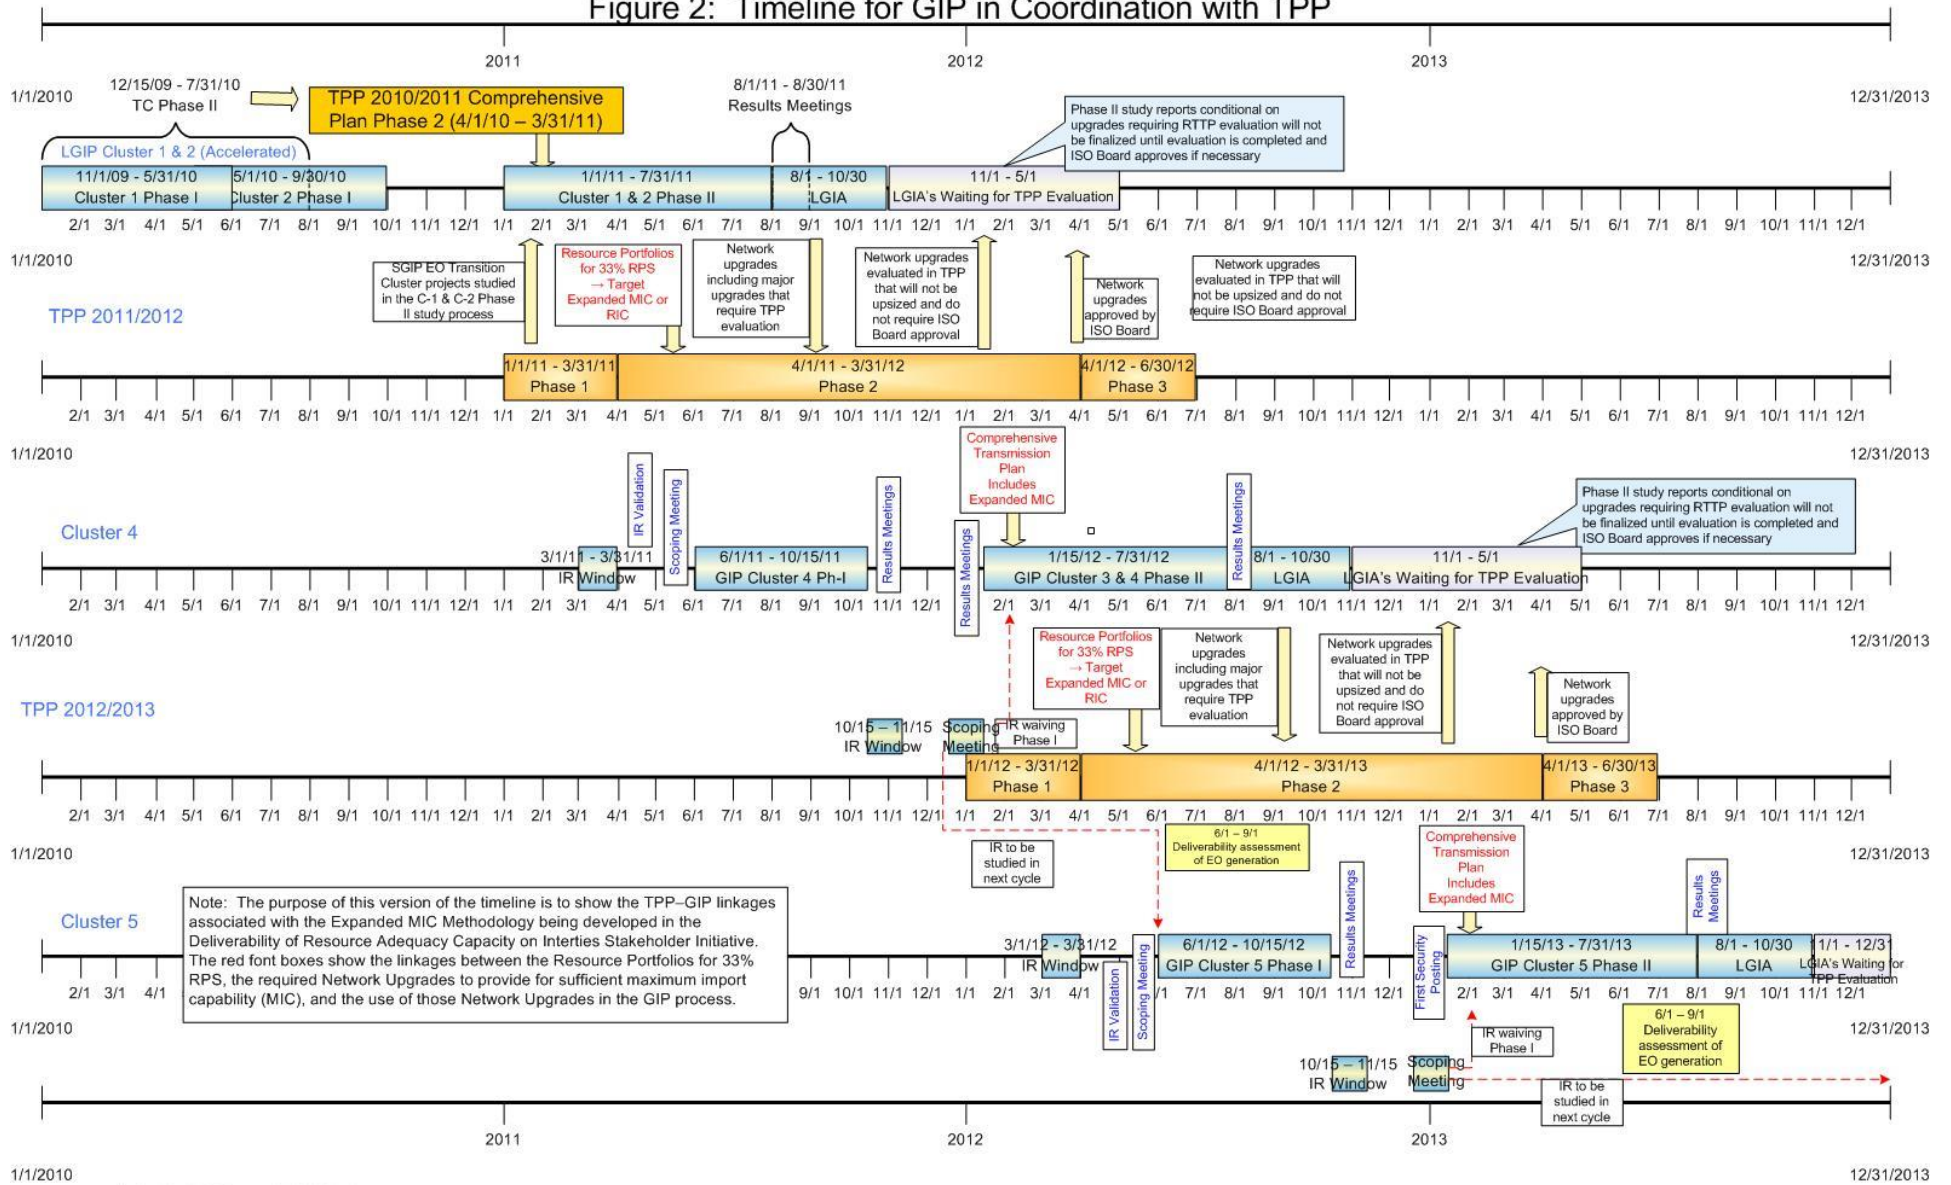 Figure 2: Timeline for GIP in Coordination with TPP
2011
2012
2013
1/1/2010
12/31/2013
12/15/09 - 7/31/10
TC Phase II
TPP 2010/2011 Comprehensive
Plan Phase 2 (4/1/10 – 3/31/11)
8/1/11 - 8/30/11
Results Meetings
Phase II study reports conditional on
upgrades requiring RTTP evaluation will not
be finalized until evaluation is completed and
ISO Board approves if necessary
LGIP Cluster 1 & 2 (Accelerated)
11/1/09 - 5/31/10
Cluster 1 Phase I
5/1/10 - 9/30/10
Cluster 2 Phase I
1/1/11 - 7/31/11
Cluster 1 & 2 Phase II
8/1 - 10/30
LGIA
11/1 - 5/1
LGIA's Waiting for TPP Evaluation
2/1 3/1 4/1 5/1 6/1 7/1 8/1 9/1 10/1 11/1 12/1 1/1 2/1 3/1 4/1 5/1 6/1 7/1 8/1 9/1 10/1 11/1 12/1 1/1 2/1 3/1 4/1 5/1 6/1 7/1 8/1 9/1 10/1 11/1 12/1 1/1 2/1 3/1 4/1 5/1 6/1 7/1 8/1 9/1 10/1 11/1 12/1
1/1/2010
12/31/2013
TPP 2011/2012
SGIP EO Transition
Cluster projects studied
in the C-1 & C-2 Phase
II study process
Resource Portfolios
for 33% RPS
→ Target
Expanded MIC or
RIC
Network
upgrades
including major
upgrades that
require TPP
evaluation
Network upgrades
evaluated in TPP
that will not be
upsized and do
not require ISO
Board approval
Network
upgrades
approved by
ISO Board
Network upgrades
evaluated in TPP that will
not be upsized and do not
require ISO Board approval
1/1/11 - 3/31/11
Phase 1
4/1/11 - 3/31/12
Phase 2
4/1/12 - 6/30/12
Phase 3
2/1 3/1 4/1 5/1 6/1 7/1 8/1 9/1 10/1 11/1 12/1 1/1 2/1 3/1 4/1 5/1 6/1 7/1 8/1 9/1 10/1 11/1 12/1 1/1 2/1 3/1 4/1 5/1 6/1 7/1 8/1 9/1 10/1 11/1 12/1 1/1 2/1 3/1 4/1 5/1 6/1 7/1 8/1 9/1 10/1 11/1 12/1
1/1/2010
12/31/2013
Cluster 4
IR Validation
Scoping Meeting
Results Meetings
Results Meetings
Comprehensive
Transmission
Plan
Includes
Expanded MIC
Results Meetings
Phase II study reports conditional on
upgrades requiring RTTP evaluation will not
be finalized until evaluation is completed and
ISO Board approves if necessary
3/1/11 - 3/31/11
IR Window
6/1/11 - 10/15/11
GIP Cluster 4 Ph-I
1/15/12 - 7/31/12
GIP Cluster 3 & 4 Phase II
8/1 - 10/30
LGIA
11/1 - 5/1
LGIA's Waiting for TPP Evaluation
2/1 3/1 4/1 5/1 6/1 7/1 8/1 9/1 10/1 11/1 12/1 1/1 2/1 3/1 4/1 5/1 6/1 7/1 8/1 9/1 10/1 11/1 12/1 2/1 3/1 4/1 5/1 6/1 7/1 8/1 9/1 10/1 11/1 12/1 1/1 2/1 3/1 4/1 5/1 6/1 7/1 8/1 9/1 10/1 11/1 12/1
1/1/2010
12/31/2013
TPP 2012/2013
Resource Portfolios
for 33% RPS
→ Target
Expanded MIC or
RIC
Network
upgrades
including major
upgrades that
require TPP
evaluation
Network upgrades
evaluated in TPP
that will not be
upsized and do
not require ISO
Board approval
Network
upgrades
approved by
ISO Board
10/15 – 11/15
IR Window
Scoping
Meeting
IR waiving
Phase I
1/1/12 - 3/31/12
Phase 1
4/1/12 - 3/31/13
Phase 2
4/1/13 - 6/30/13
Phase 3
2/1 3/1 4/1 5/1 6/1 7/1 8/1 9/1 10/1 11/1 12/1 1/1 2/1 3/1 4/1 5/1 6/1 7/1 8/1 9/1 10/1 11/1 12/1 1/1 2/1 3/1 4/1 5/1 6/1 7/1 8/1 9/1 10/1 11/1 12/1 1/1 2/1 3/1 4/1 5/1 6/1 7/1 8/1 9/1 10/1 11/1 12/1
1/1/2010
12/31/2013
IR to be
studied in
next cycle
6/1 – 9/1
Deliverability assessment
of EO generation
Comprehensive
Transmission
Plan
Includes
Expanded MIC
Results Meetings
Results
Meetings
Cluster 5
Note: The purpose of this version of the timeline is to show the TPP–GIP linkages
associated with the Expanded MIC Methodology being developed in the
Deliverability of Resource Adequacy Capacity on Interties Stakeholder Initiative.
The red font boxes show the linkages between the Resource Portfolios for 33%
RPS, the required Network Upgrades to provide for sufficient maximum import
capability (MIC), and the use of those Network Upgrades in the GIP process.
3/1/12 - 3/31/12
IR Window
IR Validation
Scoping Meeting
6/1/12 - 10/15/12
GIP Cluster 5 Phase I
First Security
Posting
1/15/13 - 7/31/13
GIP Cluster 5 Phase II
8/1 - 10/30
LGIA
11/1 - 12/31
LGIA's Waiting for
TPP Evaluation
2/1 3/1 4/1 9/1 10/1 11/1 12/1 1/1 2/1 3/1 4/1 6/1 7/1 8/1 9/1 10/1 11/1 12/1 2/1 3/1 4/1 5/1 6/1 7/1 8/1 9/1 10/1 11/1 12/1
1/1/2010
12/31/2013
IR waiving
Phase I
6/1 – 9/1
Deliverability
assessment of
EO generation
10/15 – 11/15
IR Window
Scoping
Meeting
IR to be
studied in
next cycle
2011
2012
2013
1/1/2010
12/31/2013